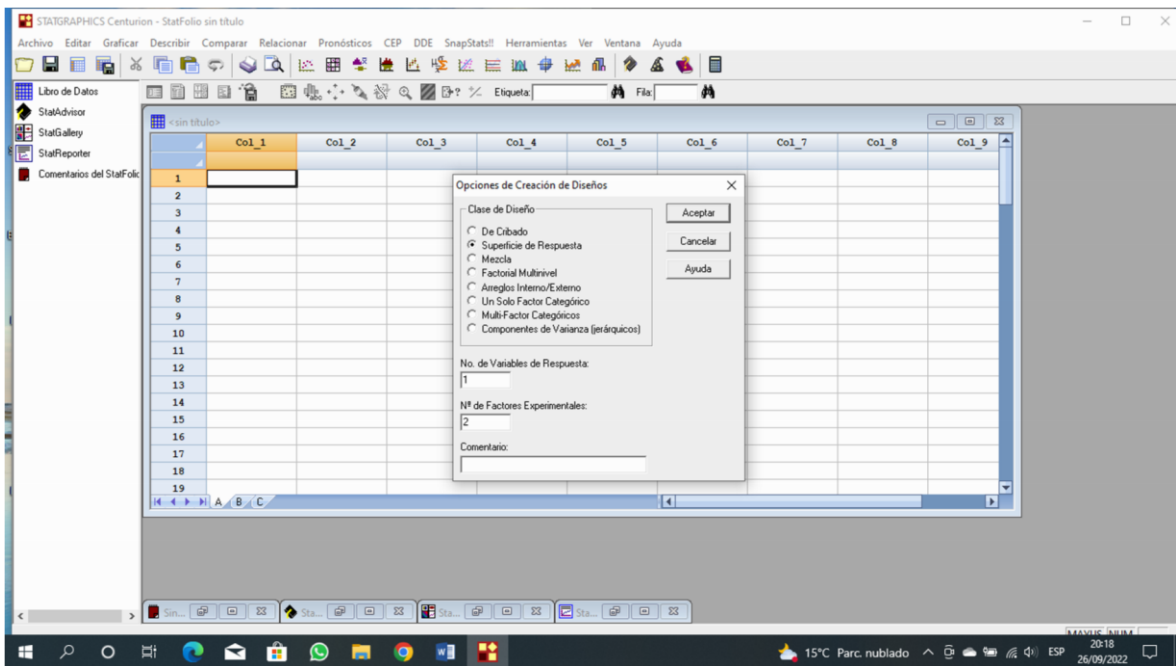 STATGRAPHICS Centurion - StatFolio sin título
Archivo Editar Graficar Describir Comparar Relacionar Pronósticos CEP DDE SnapStats!! Herramientas Ver Ventana Ayuda
Etiqueta: Fila:
Libro de Datos
StatAdvisor
StatGallery
StatReporter
Comentarios del StatFolio
<sin título>
Col_1 Col_2 Col_3 Col_4 Col_5 Col_6 Col_7 Col_8 Col_9
1
2
3
4
5
6
7
8
9
10
11
12
13
14
15
16
17
18
19
A B C
Opciones de Creación de Diseños
Clase de Diseño
De Cribado
Superficie de Respuesta
Mezcla
Factorial Multinivel
Arreglos Interno/Externo
Un Solo Factor Categórico
Multi-Factor Categóricos
Componentes de Varianza (jerárquicos)
Aceptar
Cancelar
Ayuda
No. de Variables de Respuesta:
1
Nº de Factores Experimentales:
2
Comentario:
Sin... Sta... Sta... Sta...
MAYUS NUM
15°C Parc. nublado ESP 20:18
26/09/2022